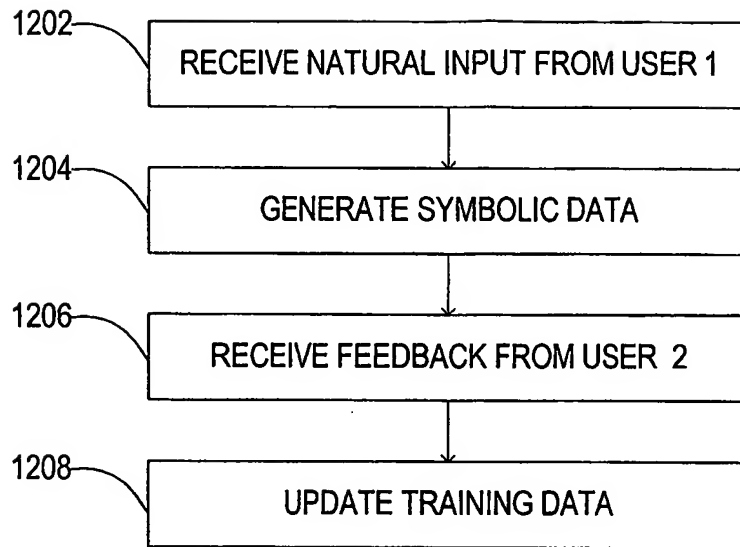 1202
RECEIVE NATURAL INPUT FROM USER 1
1204
GENERATE SYMBOLIC DATA
1206
RECEIVE FEEDBACK FROM USER 2
1208
UPDATE TRAINING DATA